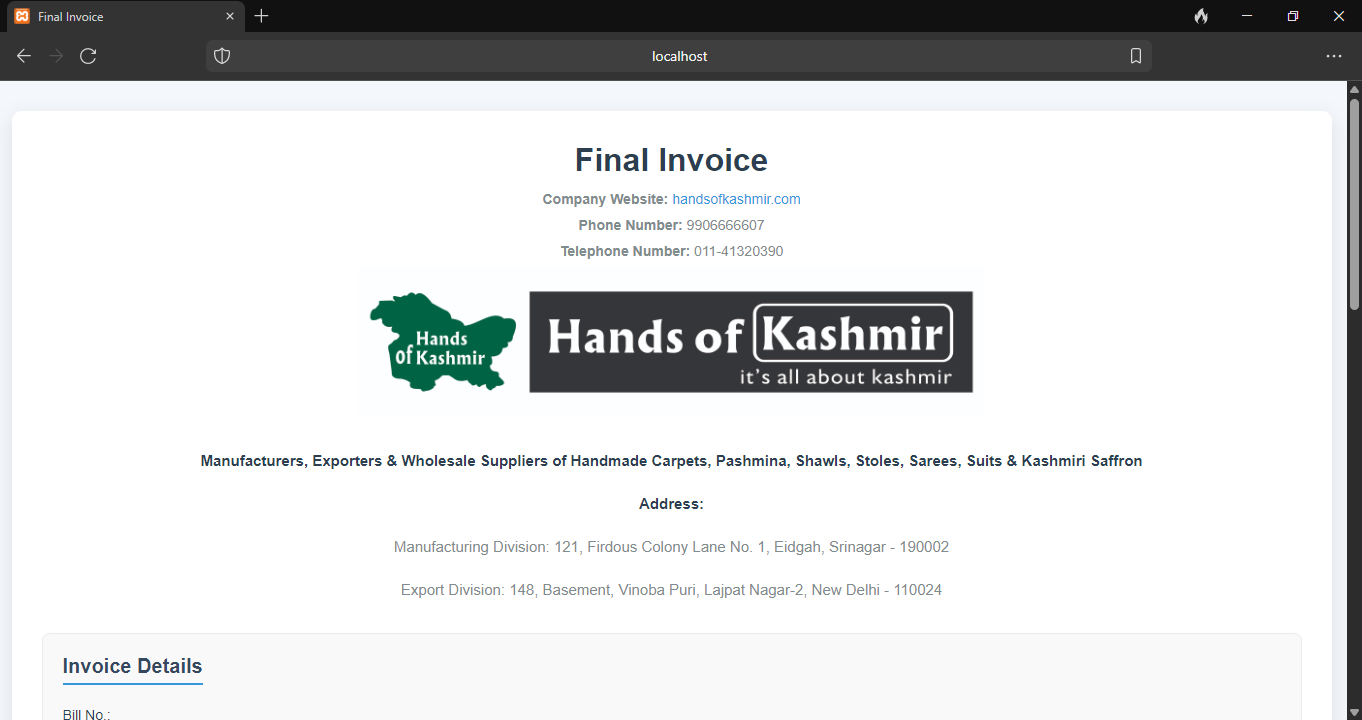 Final Invoice
localhost
Final Invoice
Company Website: handsofkashmir.com
Phone Number: 9906666607
Telephone Number: 011-41320390
Hands
Of Kashmir
Hands of Kashmir
it's all about kashmir
Manufacturers, Exporters & Wholesale Suppliers of Handmade Carpets, Pashmina, Shawls, Stoles, Sarees, Suits & Kashmiri Saffron
Address:
Manufacturing Division: 121, Firdous Colony Lane No. 1, Eidgah, Srinagar - 190002
Export Division: 148, Basement, Vinoba Puri, Lajpat Nagar-2, New Delhi - 110024
Invoice Details
Bill No.: